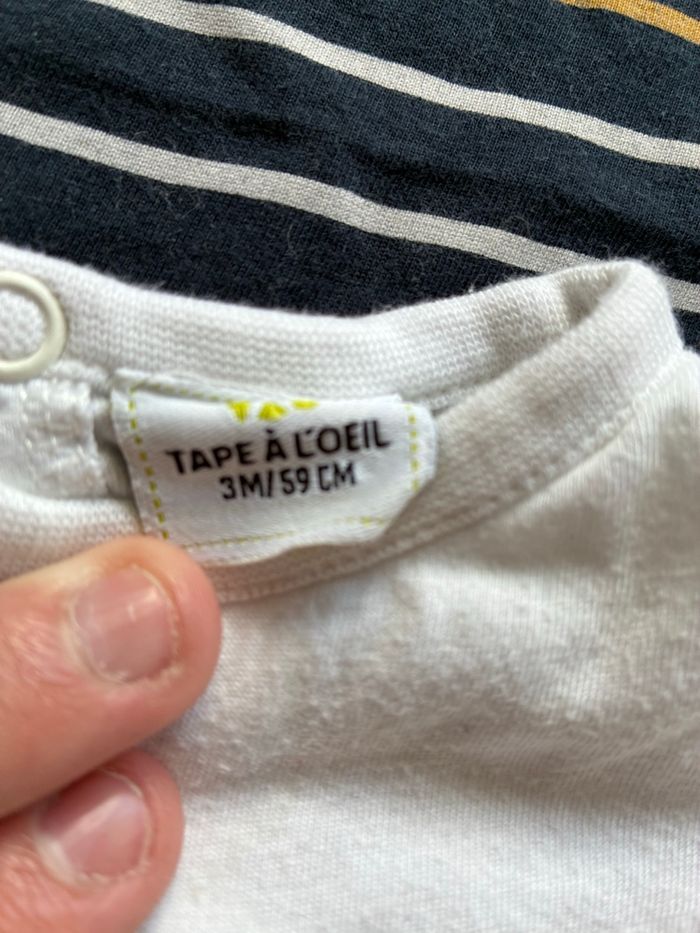 TAPE À L'OEIL
3M/59 CM